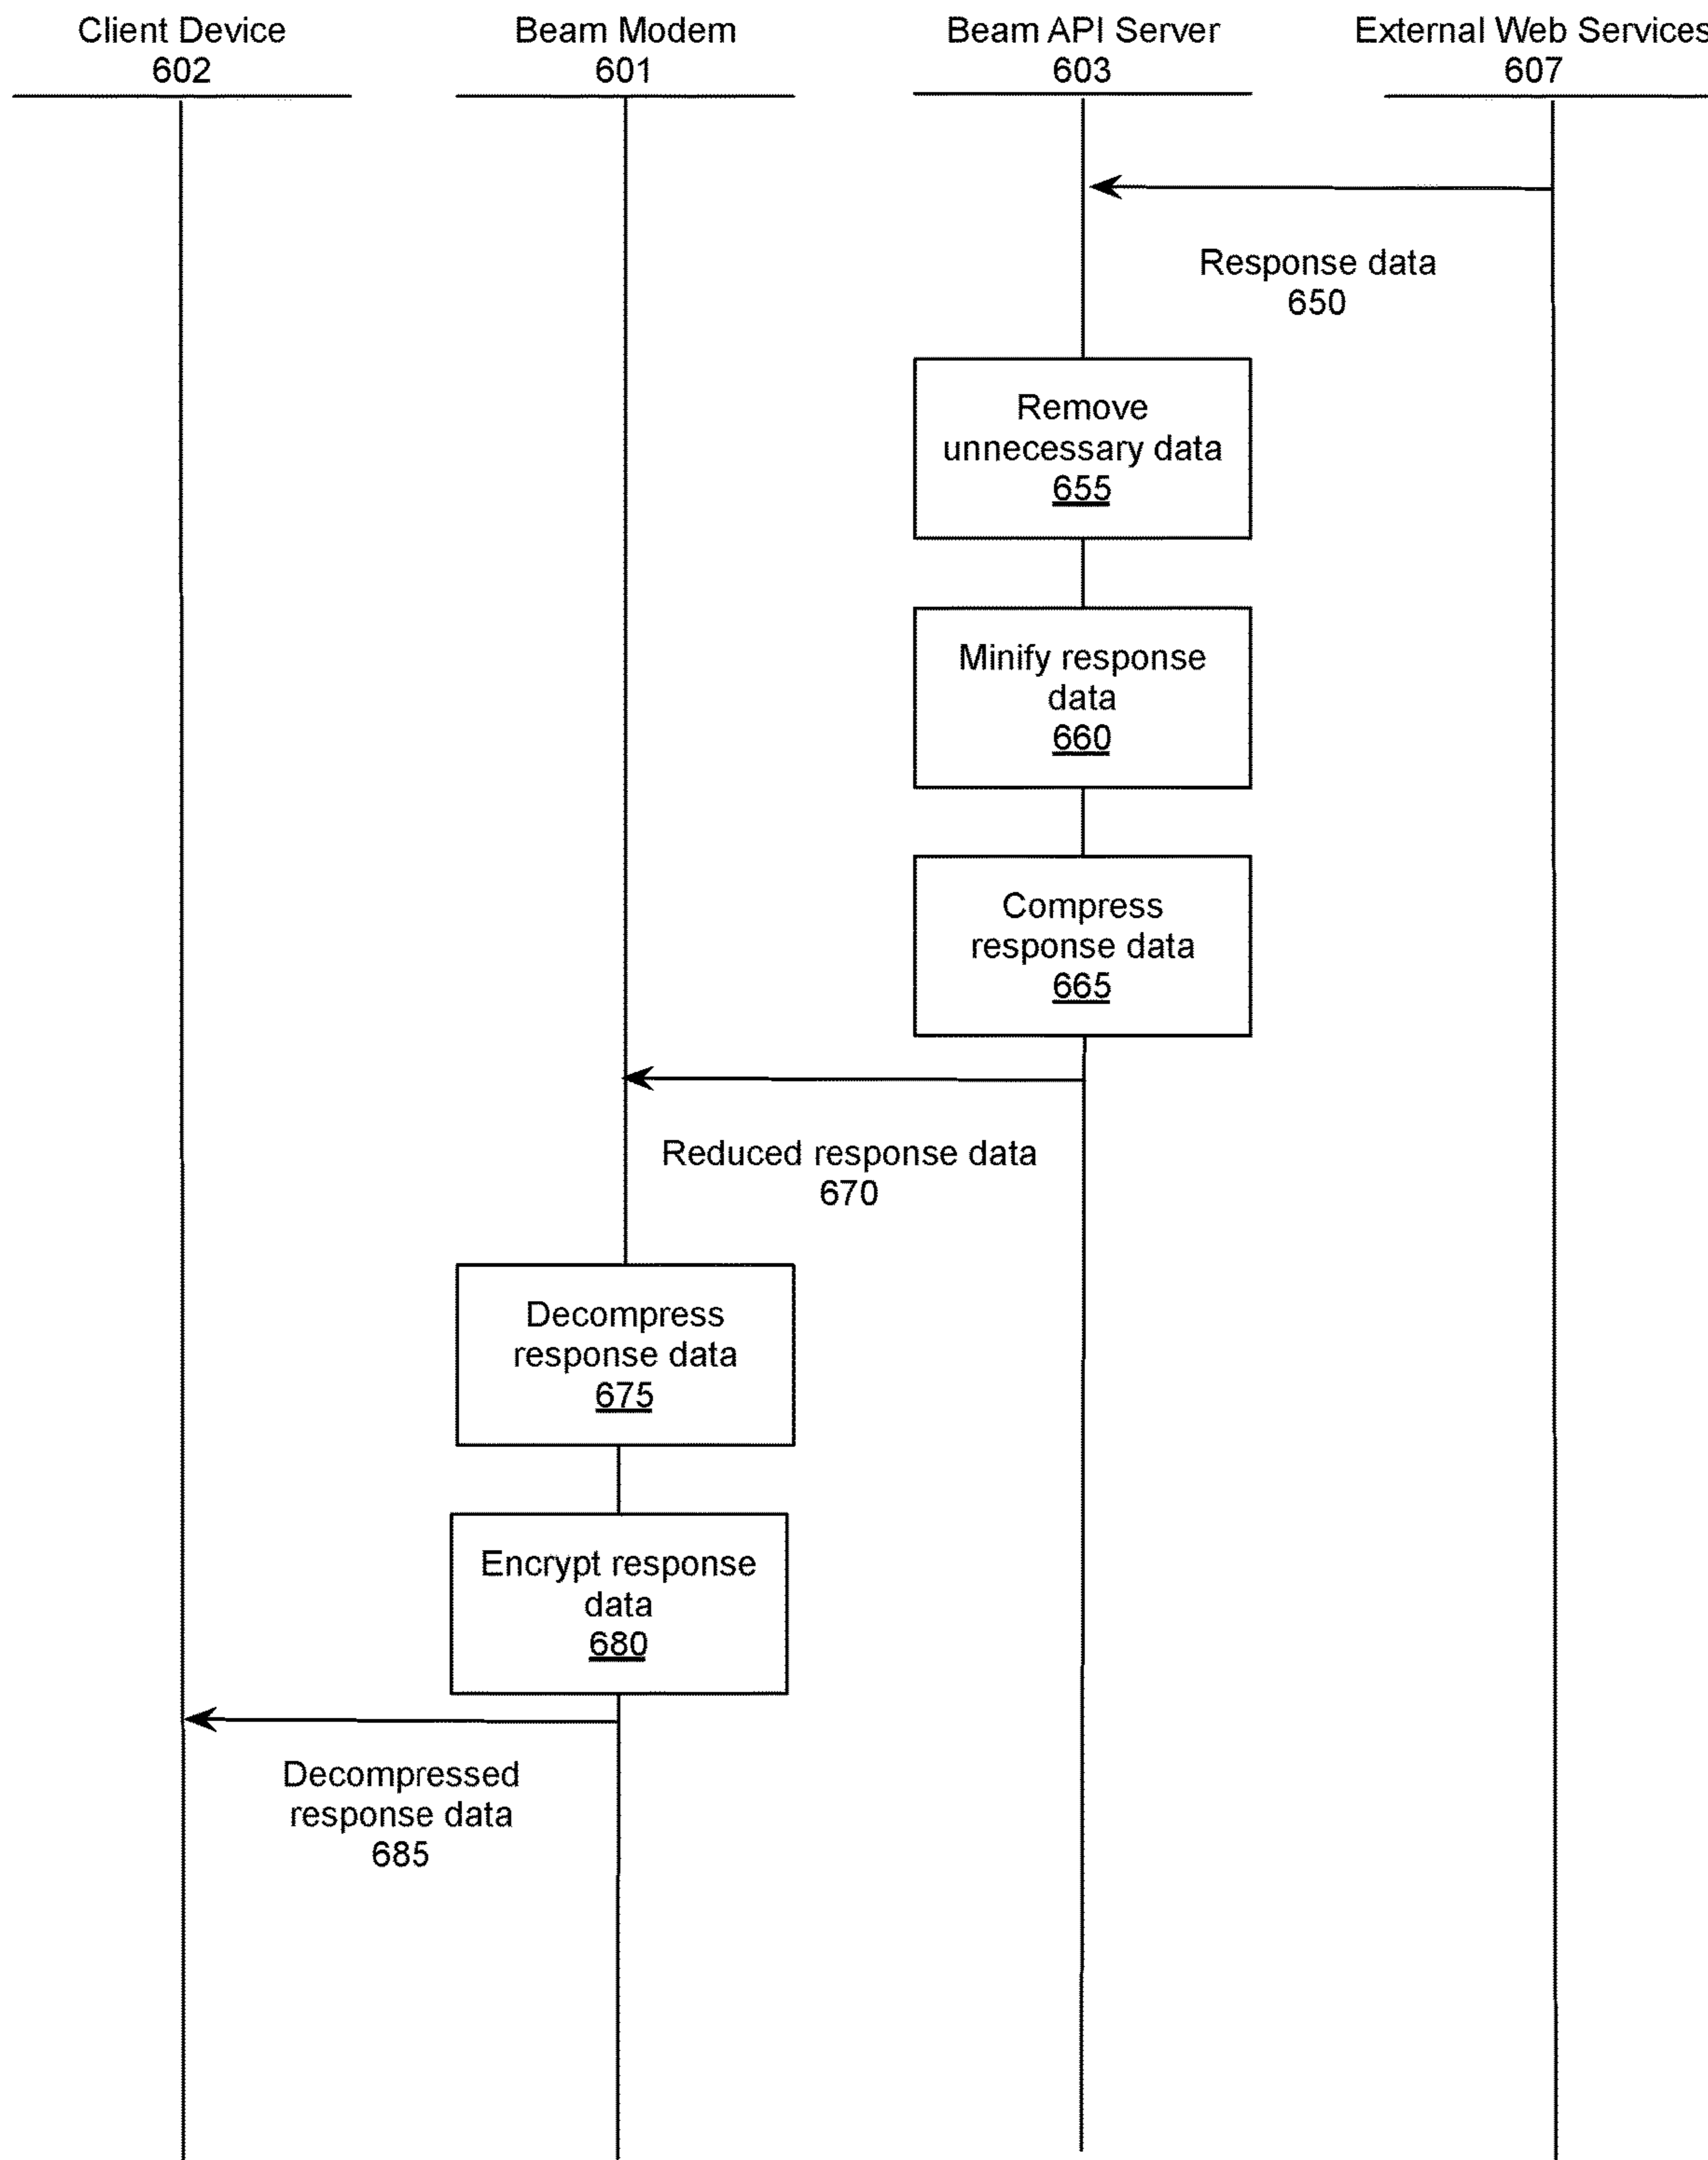 Client Device
602
Beam Modem
601
Beam API Server
603
External Web Services
607
Response data
650
Remove
unnecessary data
655
Minify response
data
660
Compress
response data
665
Reduced response data
670
Decompress
response data
675
Encrypt response
data
680
Decompressed
response data
685